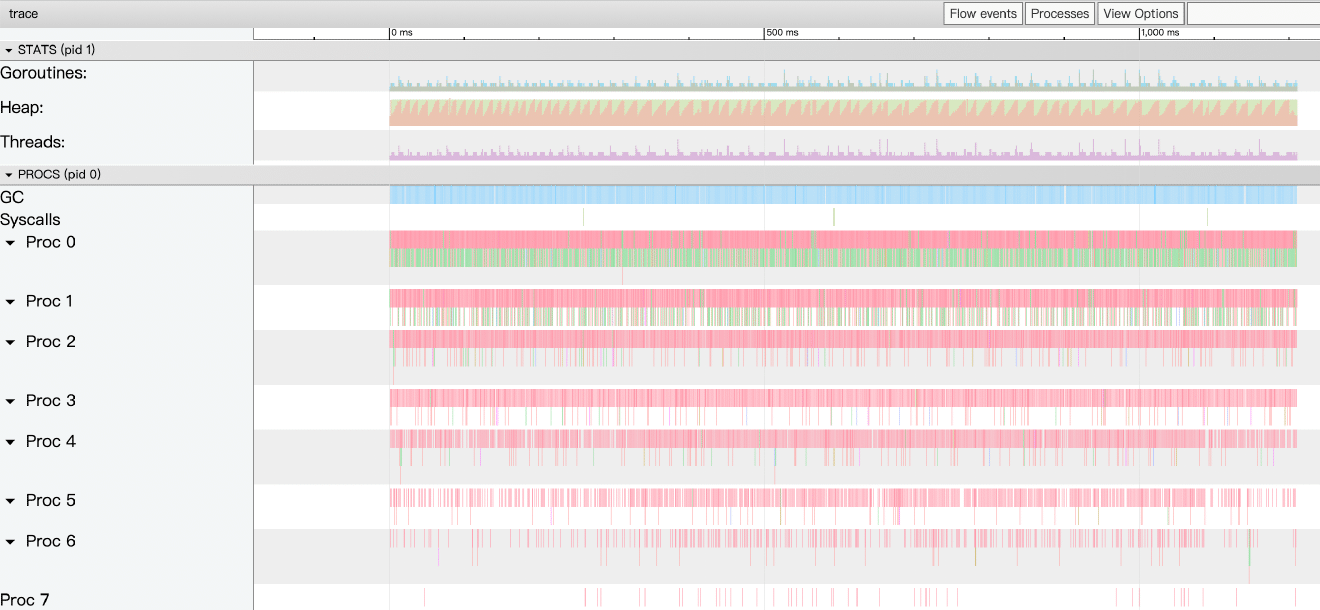 trace
Flow events Processes View Options
0 ms 500 ms 1,000 ms
STATS (pid 1)
Goroutines:
Heap:
Threads:
PROCS (pid 0)
GC
Syscalls
Proc 0
Proc 1
Proc 2
Proc 3
Proc 4
Proc 5
Proc 6
Proc 7